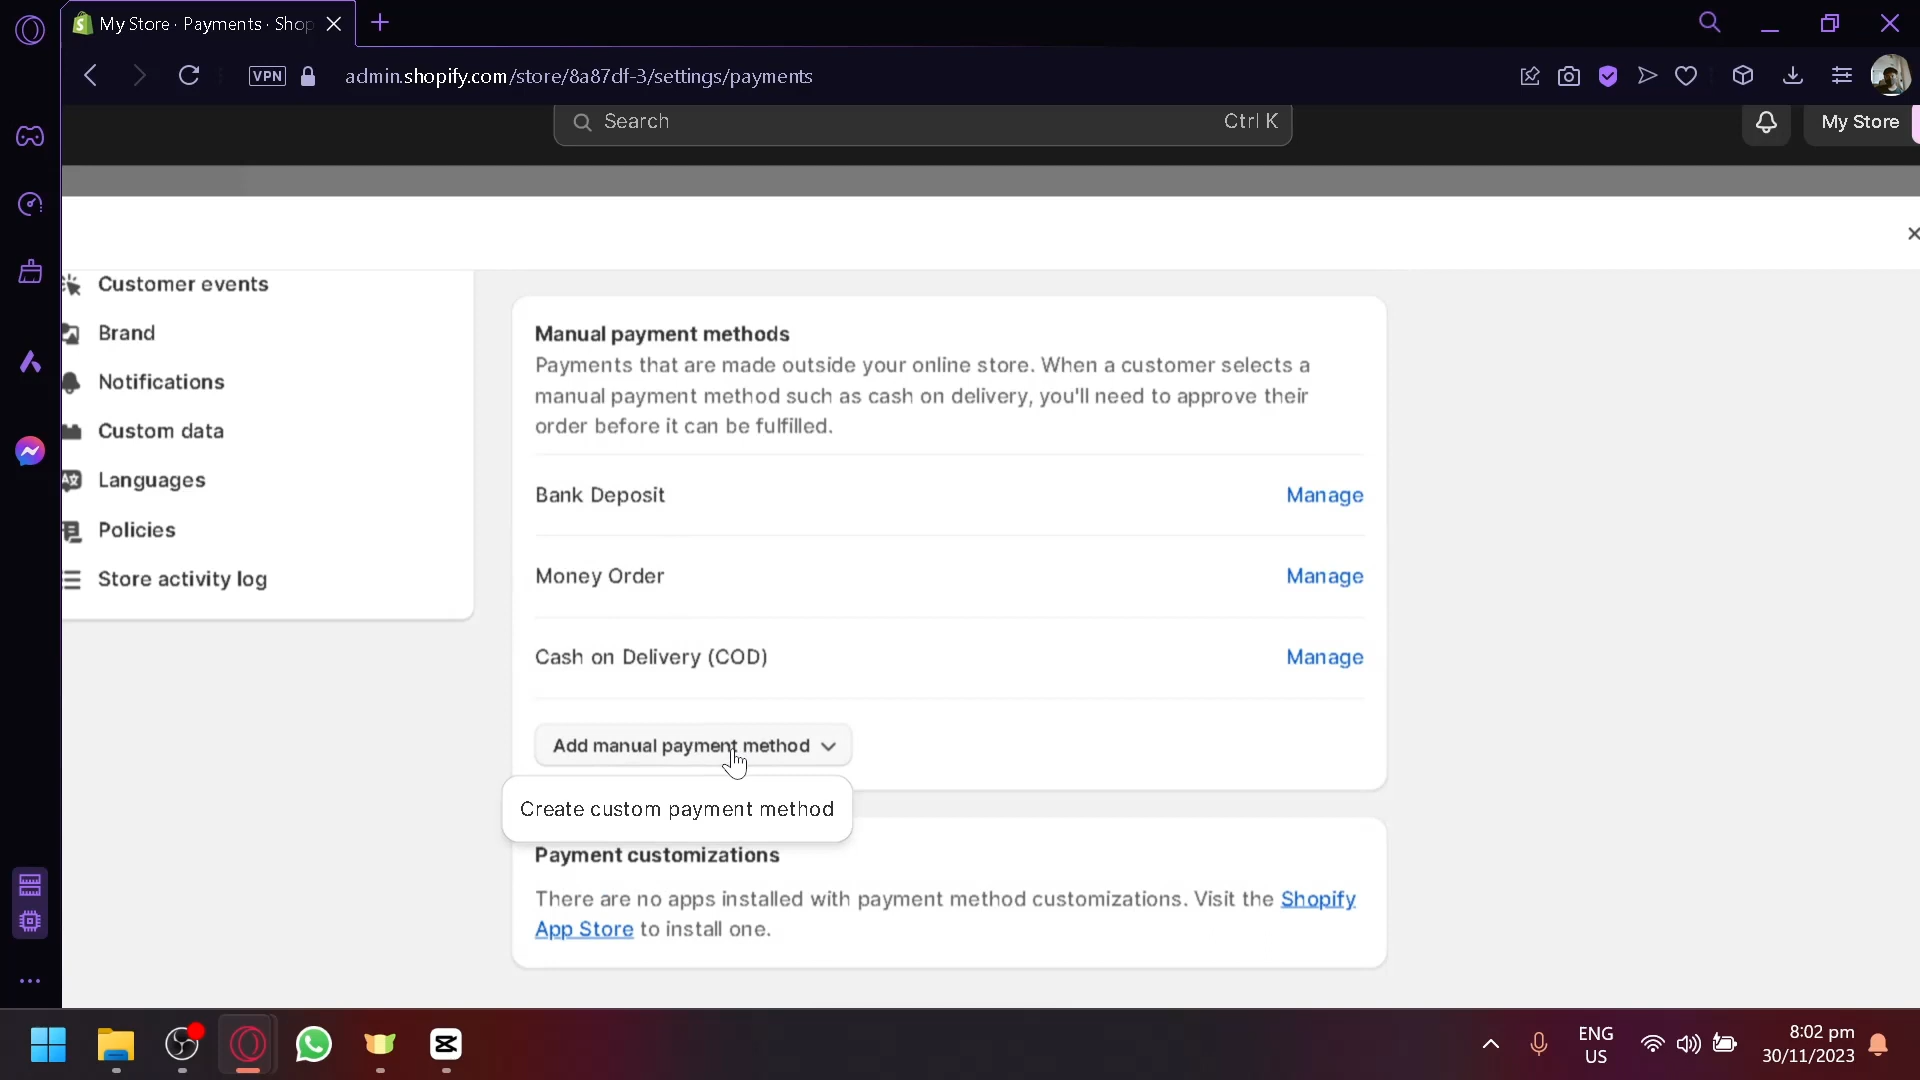 My Store · Payments · Shop
VPN
admin.shopify.com/store/8a87df-3/settings/payments
Search
Ctrl K
My Store
Customer events
Brand
Notifications
Custom data
Languages
Policies
Store activity log
Manual payment methods
Payments that are made outside your online store. When a customer selects a
manual payment method such as cash on delivery, you'll need to approve their
order before it can be fulfilled.
Bank Deposit
Manage
Money Order
Manage
Cash on Delivery (COD)
Manage
Add manual payment method
Create custom payment method
Payment customizations
There are no apps installed with payment method customizations. Visit the Shopify
App Store to install one.
ENG
US
8:02 pm
30/11/2023